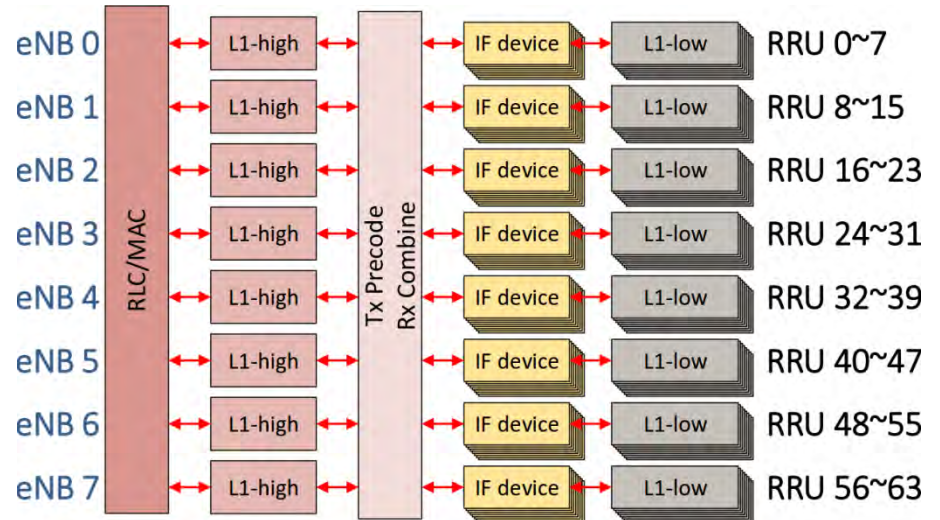 eNB 0 L1-high IF device L1-low RRU 0~7
eNB 1 L1-high IF device L1-low RRU 8~15
eNB 2 L1-high IF device L1-low RRU 16~23
eNB 3 L1-high IF device L1-low RRU 24~31
eNB 4 L1-high IF device L1-low RRU 32~39
eNB 5 L1-high IF device L1-low RRU 40~47
eNB 6 L1-high IF device L1-low RRU 48~55
eNB 7 L1-high IF device L1-low RRU 56~63
RLC/MAC
Tx Precode
Rx Combine